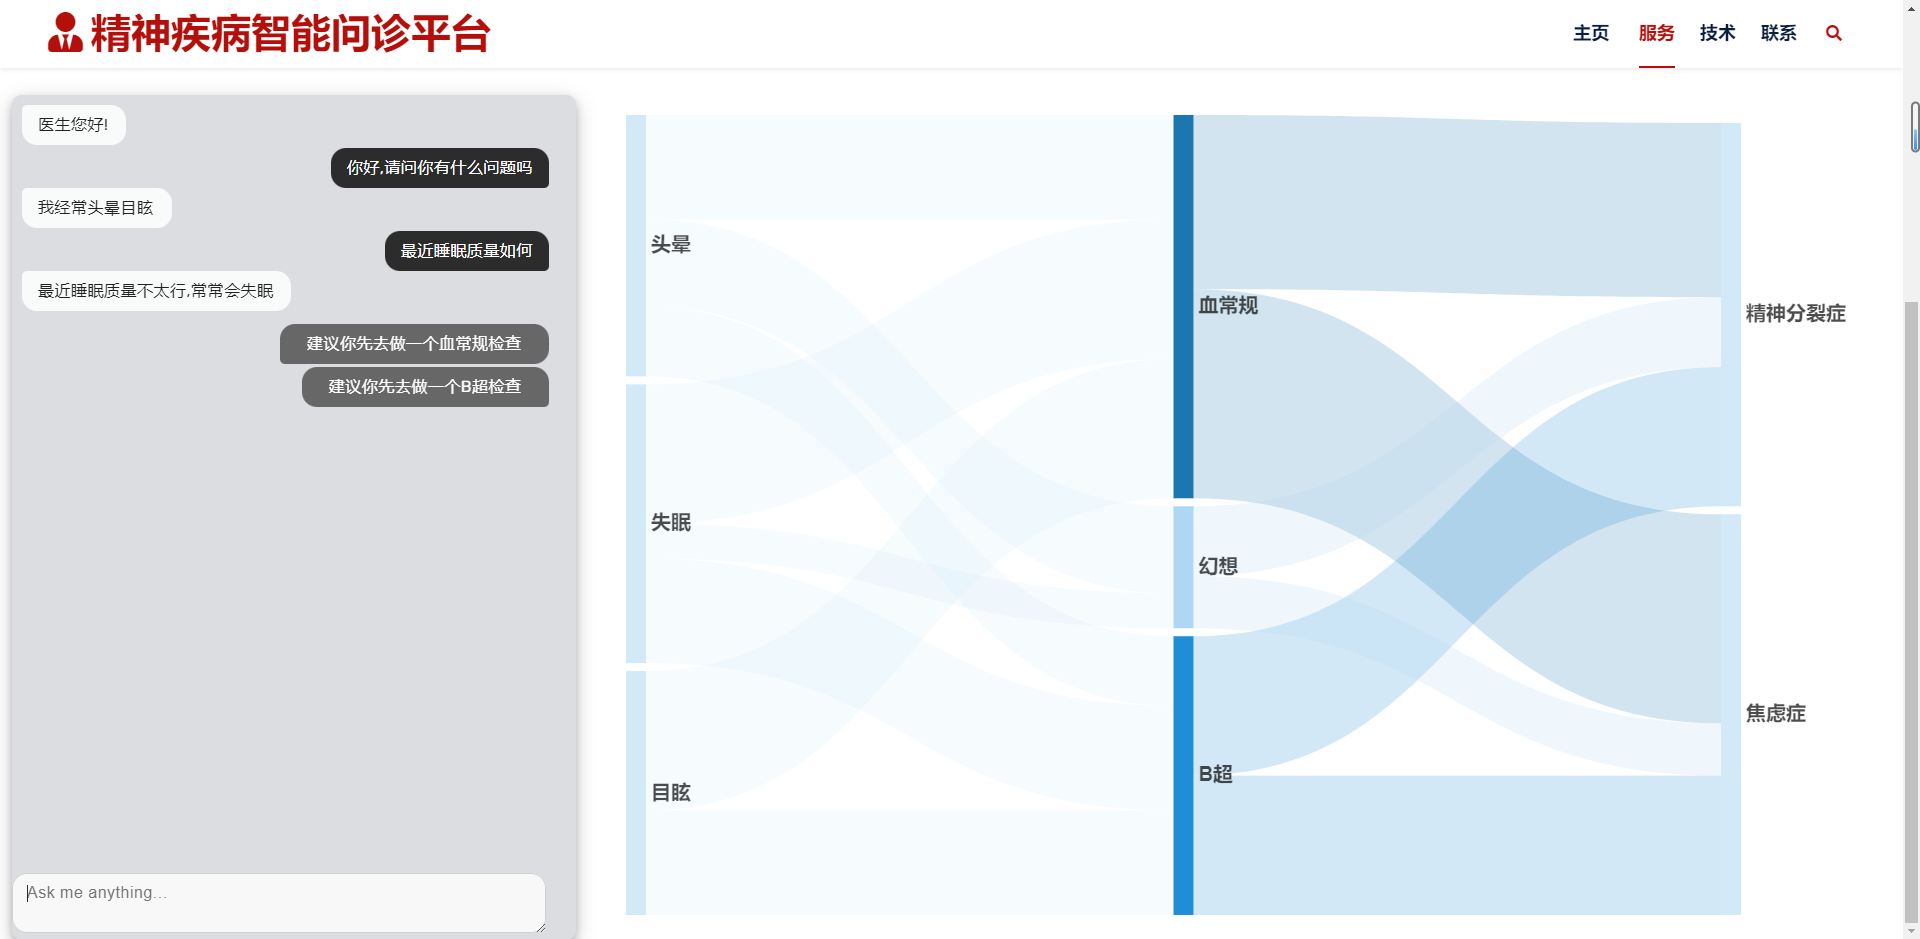 精神疾病智能问诊平台
主页 服务 技术 联系
医生您好!
你好,请问你有什么问题吗
我经常头晕目眩
最近睡眠质量如何
最近睡眠质量不太行,常常会失眠
建议你先去做一个血常规检查
建议你先去做一个B超检查
Ask me anything...
头晕
失眠
目眩
血常规
幻想
B超
精神分裂症
焦虑症